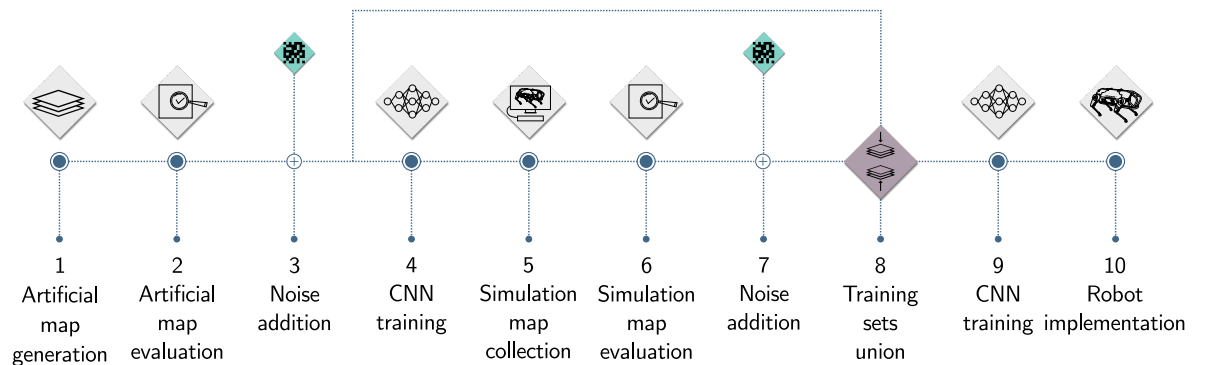 1
Artificial
map
generation
2
Artificial
map
evaluation
3
Noise
addition
4
CNN
training
5
Simulation
map
collection
6
Simulation
map
evaluation
7
Noise
addition
8
Training
sets
union
9
CNN
training
10
Robot
implementation